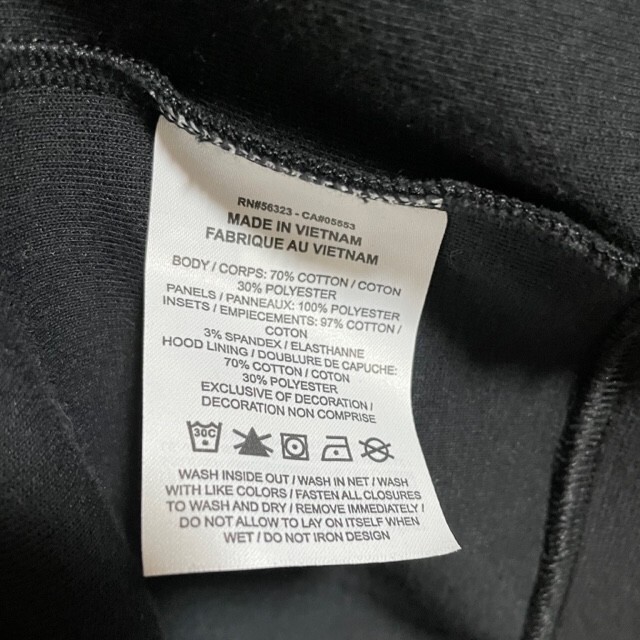 RN#56323 - CA#05553
MADE IN VIETNAM
FABRIQUE AU VIETNAM
BODY / CORPS: 70% COTTON / COTON
30% POLYESTER
PANELS / PANNEAUX: 100% POLYESTER
INSETS / EMPIECEMENTS: 97% COTTON /
COTON
3% SPANDEX / ELASTHANNE
HOOD LINING / DOUBLURE DE CAPUCHE:
70% COTTON / COTON
30% POLYESTER
EXCLUSIVE OF DECORATION /
DECORATION NON COMPRISE
30C
WASH INSIDE OUT / WASH IN NET / WASH
WITH LIKE COLORS / FASTEN ALL CLOSURES
TO WASH AND DRY / REMOVE IMMEDIATELY /
DO NOT ALLOW TO LAY ON ITSELF WHEN
WET / DO NOT IRON DESIGN